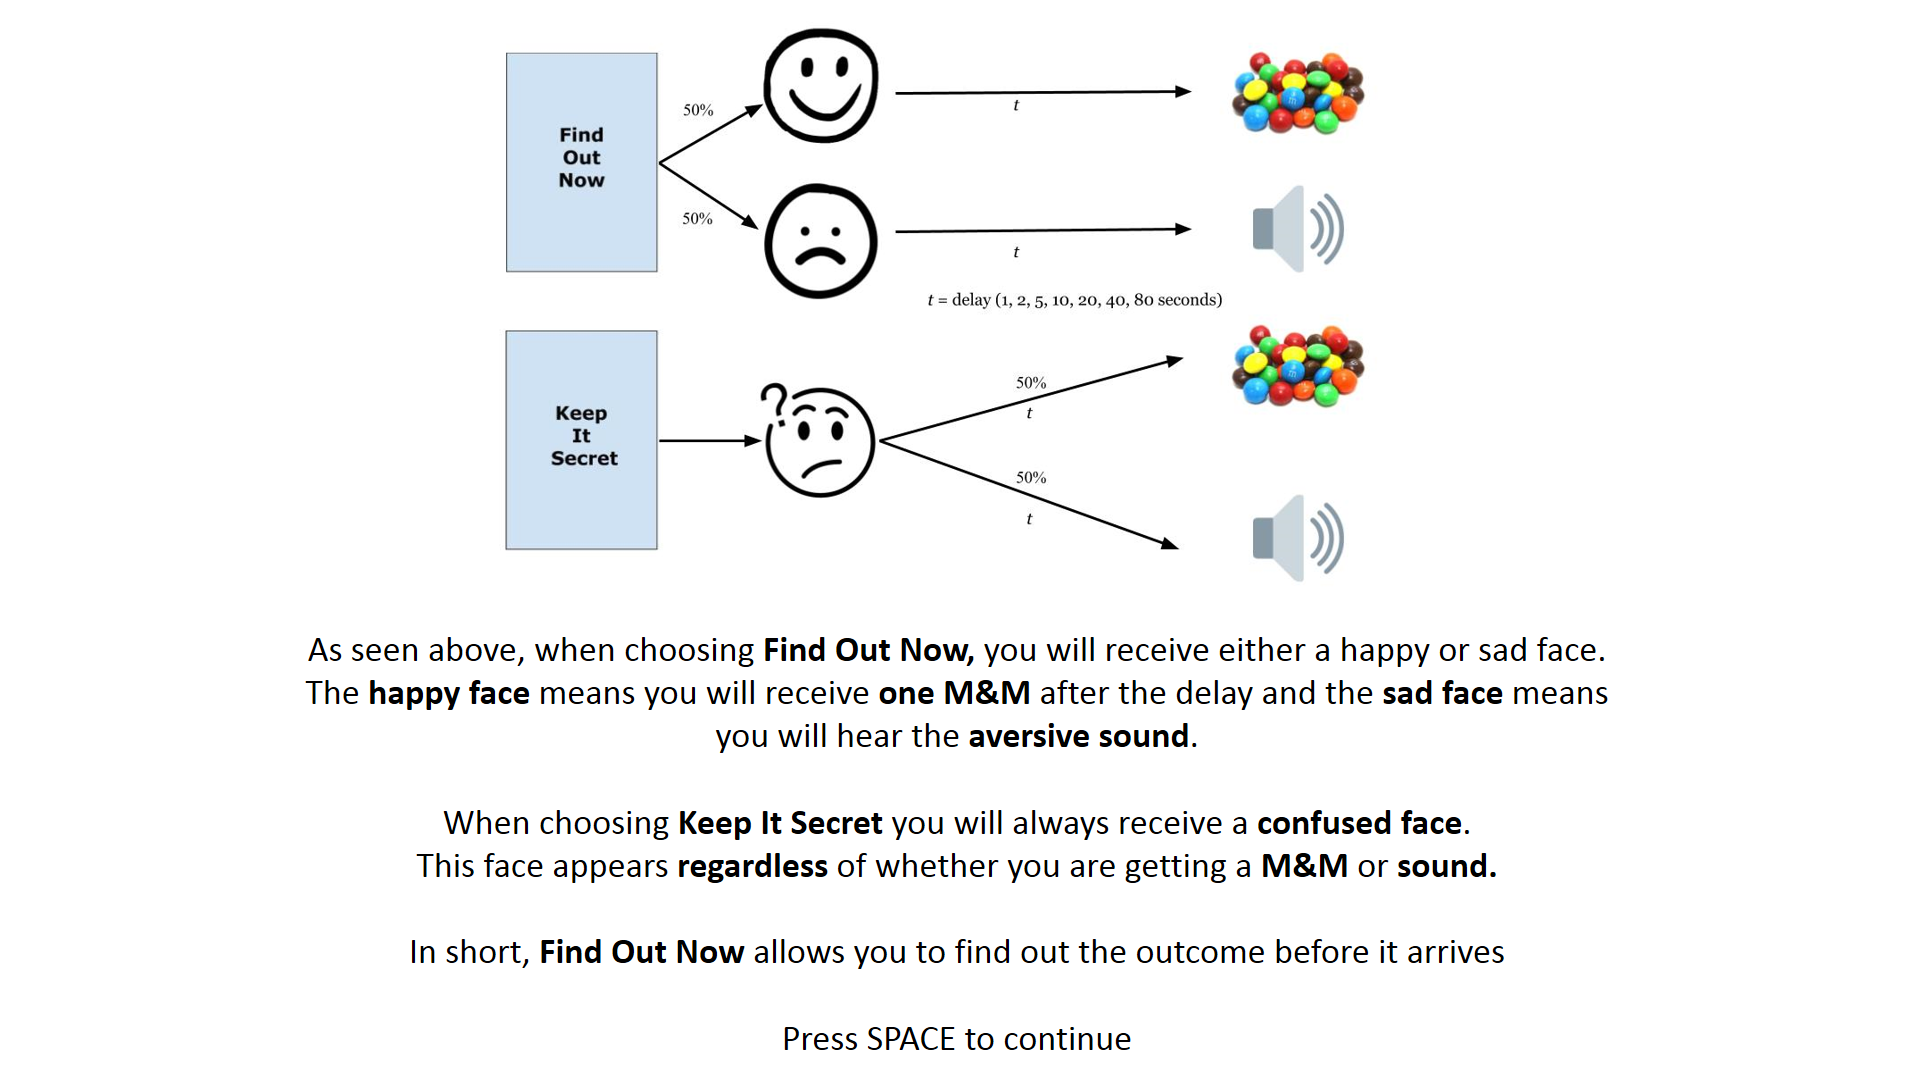 50%
t
Find
Out
Now
50%
t
t = delay (1, 2, 5, 10, 20, 40, 80 seconds)
?
50%
t
Keep
It
Secret
50%
t
As seen above, when choosing Find Out Now, you will receive either a happy or sad face.
The happy face means you will receive one M&M after the delay and the sad face means
you will hear the aversive sound.
When choosing Keep It Secret you will always receive a confused face.
This face appears regardless of whether you are getting a M&M or sound.
In short, Find Out Now allows you to find out the outcome before it arrives
Press SPACE to continue